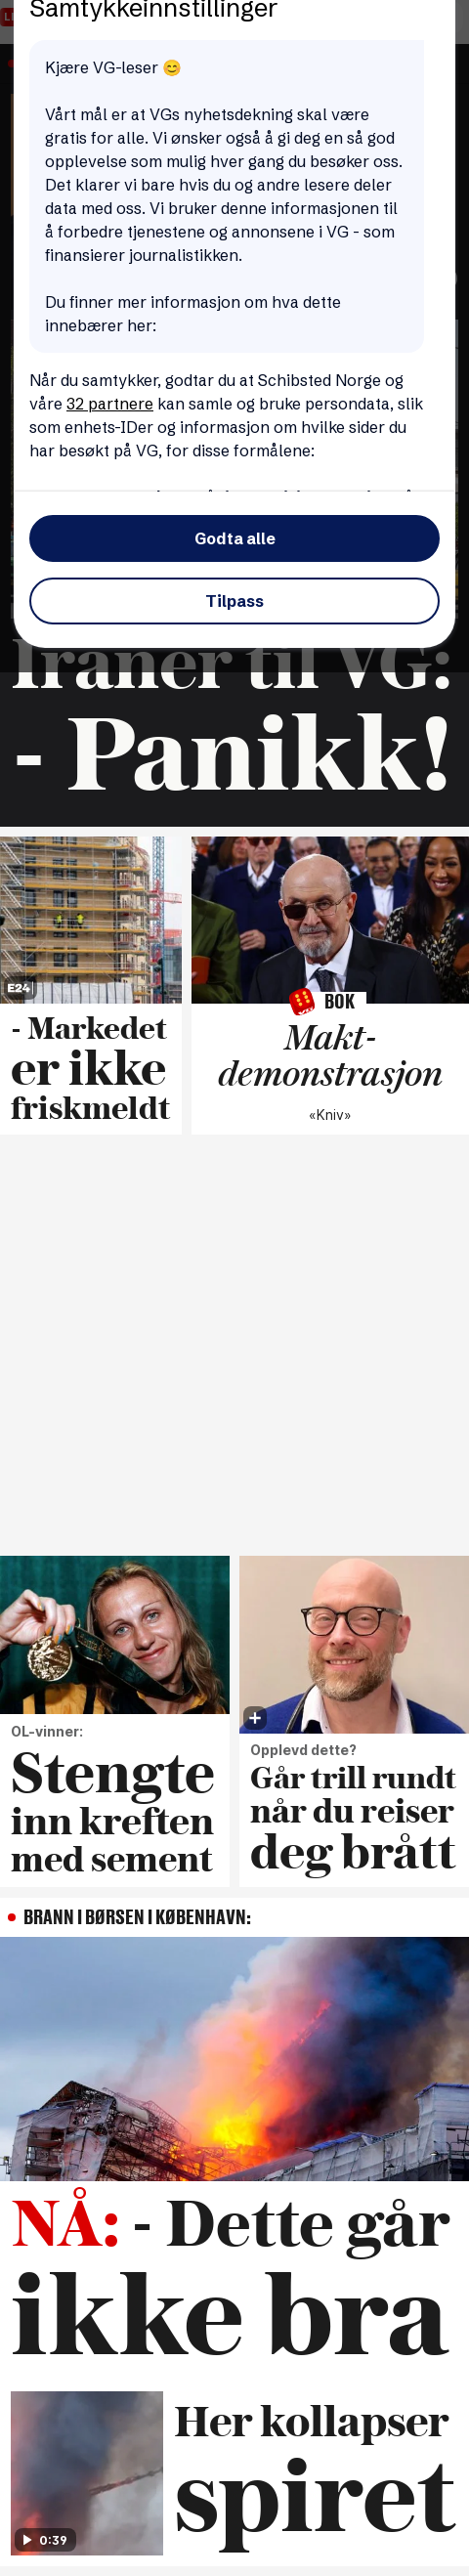 Samtykkeinnstillinger
Kjære VG-leser 😊
Vårt mål er at VGs nyhetsdekning skal være
gratis for alle. Vi ønsker også å gi deg en så god
opplevelse som mulig hver gang du besøker oss.
Det klarer vi bare hvis du og andre lesere deler
data med oss. Vi bruker denne informasjonen til
å forbedre tjenestene og annonsene i VG - som
finansierer journalistikken.
Du finner mer informasjon om hva dette
innebærer her:
Når du samtykker, godtar du at Schibsted Norge og
våre 32 partnere kan samle og bruke persondata, slik
som enhets-IDer og informasjon om hvilke sider du
har besøkt på VG, for disse formålene:
Godta alle
Tilpass
Iraner til VG:
- Panikk!
E24
- Markedet
er ikke
friskmeldt
BOK
Makt-
demonstrasjon
«Kniv»
OL-vinner:
Stengte
inn kreften
med sement
Opplevd dette?
Går trill rundt
når du reiser
deg brått
BRANN I BØRSEN I KØBENHAVN:
NÅ: - Dette går
ikke bra
0:39
Her kollapser
spiret